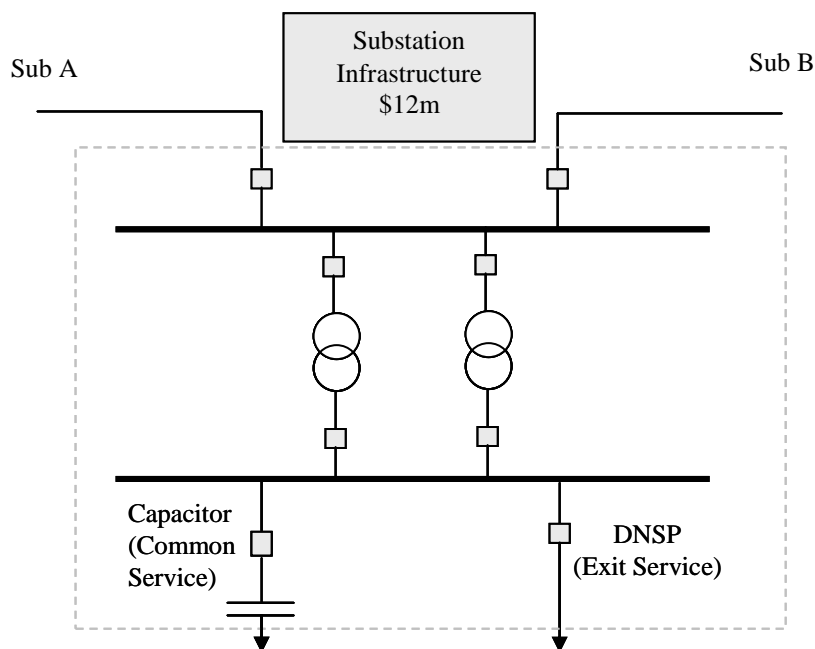 Substation
Infrastructure
$12m
Sub A
Sub B
Capacitor
(Common
Service)
DNSP
(Exit Service)